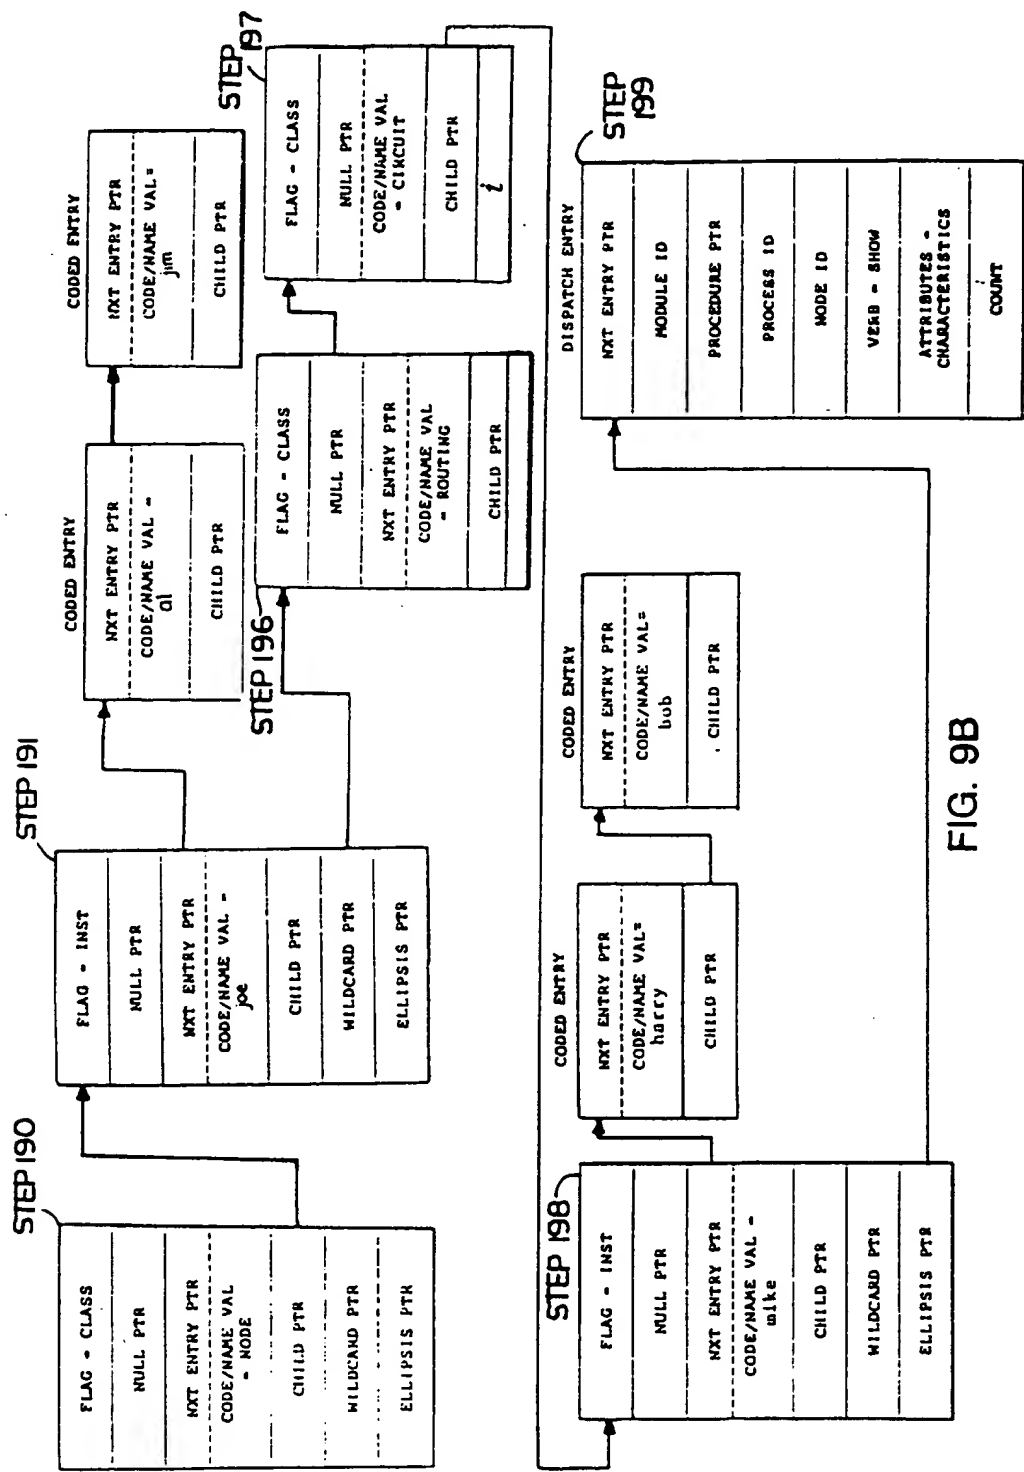 STEP 190
FLAG - CLASS
NULL PTR
NXT ENTRY PTR
CODE/NAME VAL
- NODE
CHILD PTR
WILDCARD PTR
ELLIPSIS PTR
STEP 191
FLAG - INST
NULL PTR
NXT ENTRY PTR
CODE/NAME VAL -
joe
CHILD PTR
WILDCARD PTR
ELLIPSIS PTR
CODED ENTRY
NXT ENTRY PTR
CODE/NAME VAL -
al
CHILD PTR
CODED ENTRY
NXT ENTRY PTR
CODE/NAME VAL=
jim
CHILD PTR
STEP 196
FLAG - CLASS
NULL PTR
NXT ENTRY PTR
CODE/NAME VAL
- ROUTING
CHILD PTR
STEP
197
FLAG - CLASS
NULL PTR
CODE/NAME VAL
- CIRCUIT
CHILD PTR
i
STEP 198
FLAG - INST
NULL PTR
NXT ENTRY PTR
CODE/NAME VAL -
mike
CHILD PTR
WILDCARD PTR
ELLIPSIS PTR
CODED ENTRY
NXT ENTRY PTR
CODE/NAME VAL=
harry
CHILD PTR
CODED ENTRY
NXT ENTRY PTR
CODE/NAME VAL=
bob
CHILD PTR
DISPATCH ENTRY
STEP
199
NXT ENTRY PTR
MODULE ID
PROCEDURE PTR
PROCESS ID
NODE ID
VERB - SHOW
ATTRIBUTES -
CHARACTERISTICS
COUNT
FIG. 9B